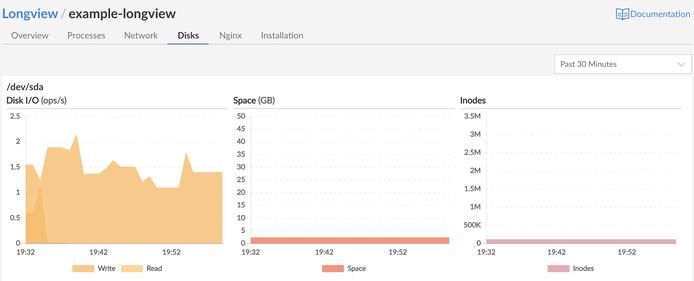 Longview / example-longview
Documentation
Overview Processes Network Disks Nginx Installation
Past 30 Minutes
/dev/sda
Disk I/O (ops/s)
2.5
2
1.5
1
0.5
0
19:32 19:42 19:52
Write Read
Space (GB)
50
45
40
35
30
25
20
15
10
5
0
19:32 19:42 19:52
Space
Inodes
3.5M
3M
2.5M
2M
1.5M
1M
500K
0
19:32 19:42 19:52
Inodes